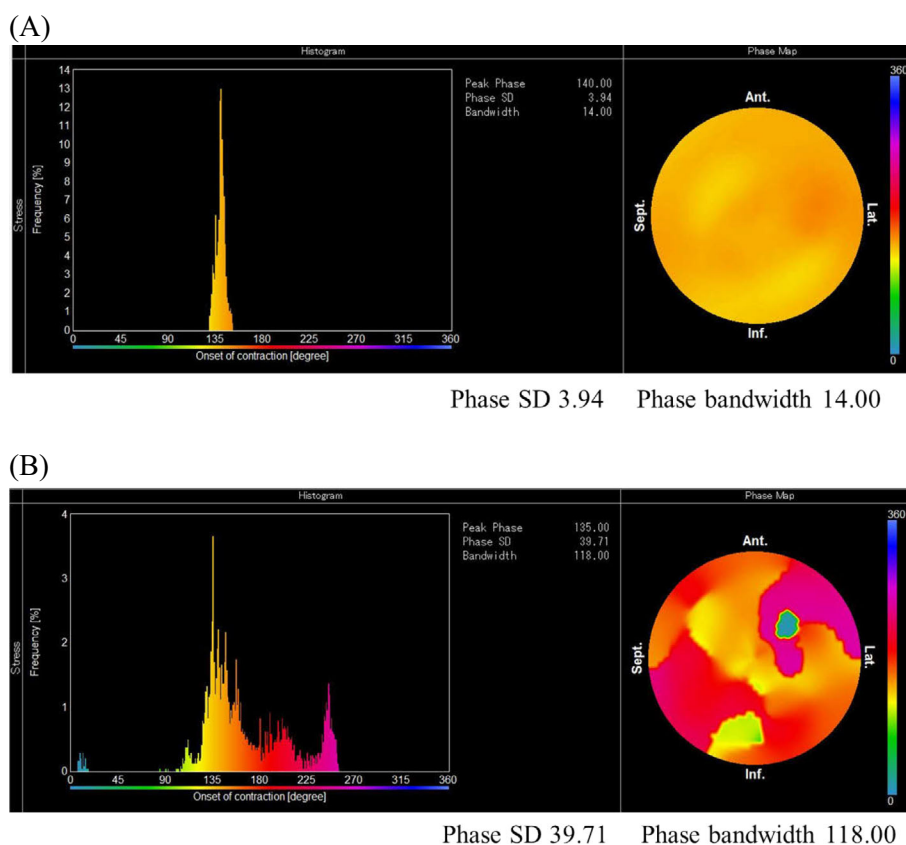 (A)
Histogram
Phase Map
Stress
Frequency [%]
14
13
12
11
10
9
8
7
6
5
4
3
2
1
0
0 45 90 135 180 225 270 315 360
Onset of contraction [degree]
Peak Phase 140.00
Phase SD 3.94
Bandwidth 14.00
Ant.
Sept.
Lat.
Inf.
360
0
Phase SD 3.94 Phase bandwidth 14.00
(B)
Histogram
Phase Map
Stress
Frequency [%]
4
3
2
1
0
0 45 90 135 180 225 270 315 360
Onset of contraction [degree]
Peak Phase 135.00
Phase SD 39.71
Bandwidth 118.00
Ant.
Sept.
Lat.
Inf.
360
0
Phase SD 39.71 Phase bandwidth 118.00